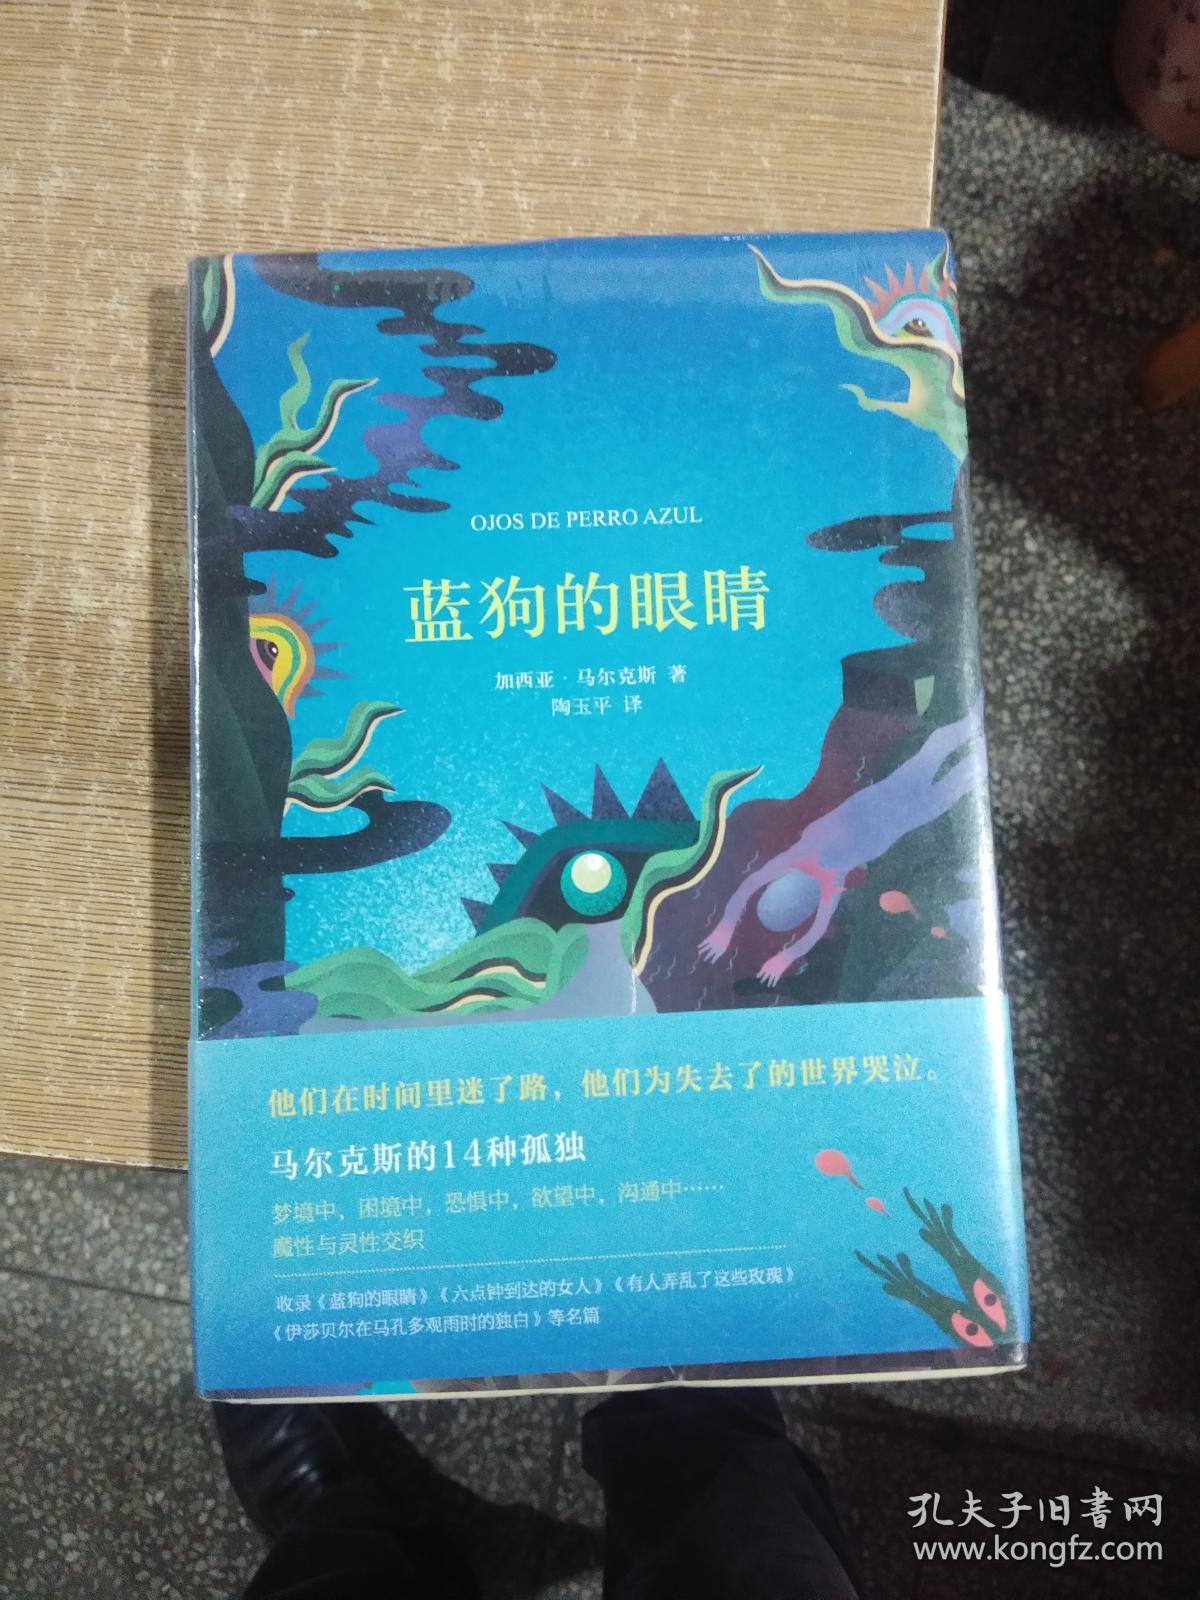 OJOS DE PERRO AZUL
蓝狗的眼睛
加西亚·马尔克斯 著
陶玉平 译
他们在时间里迷了路，他们为失去了的世界哭泣。
马尔克斯的14种孤独
梦境中，困境中，恐惧中，欲望中，沟通中……
魔性与灵性交织
收录《蓝狗的眼睛》《六点钟到达的女人》《有人弄乱了这些玫瑰》
《伊莎贝尔在马孔多观雨时的独白》等名篇
孔夫子旧书网
www.kongfz.com